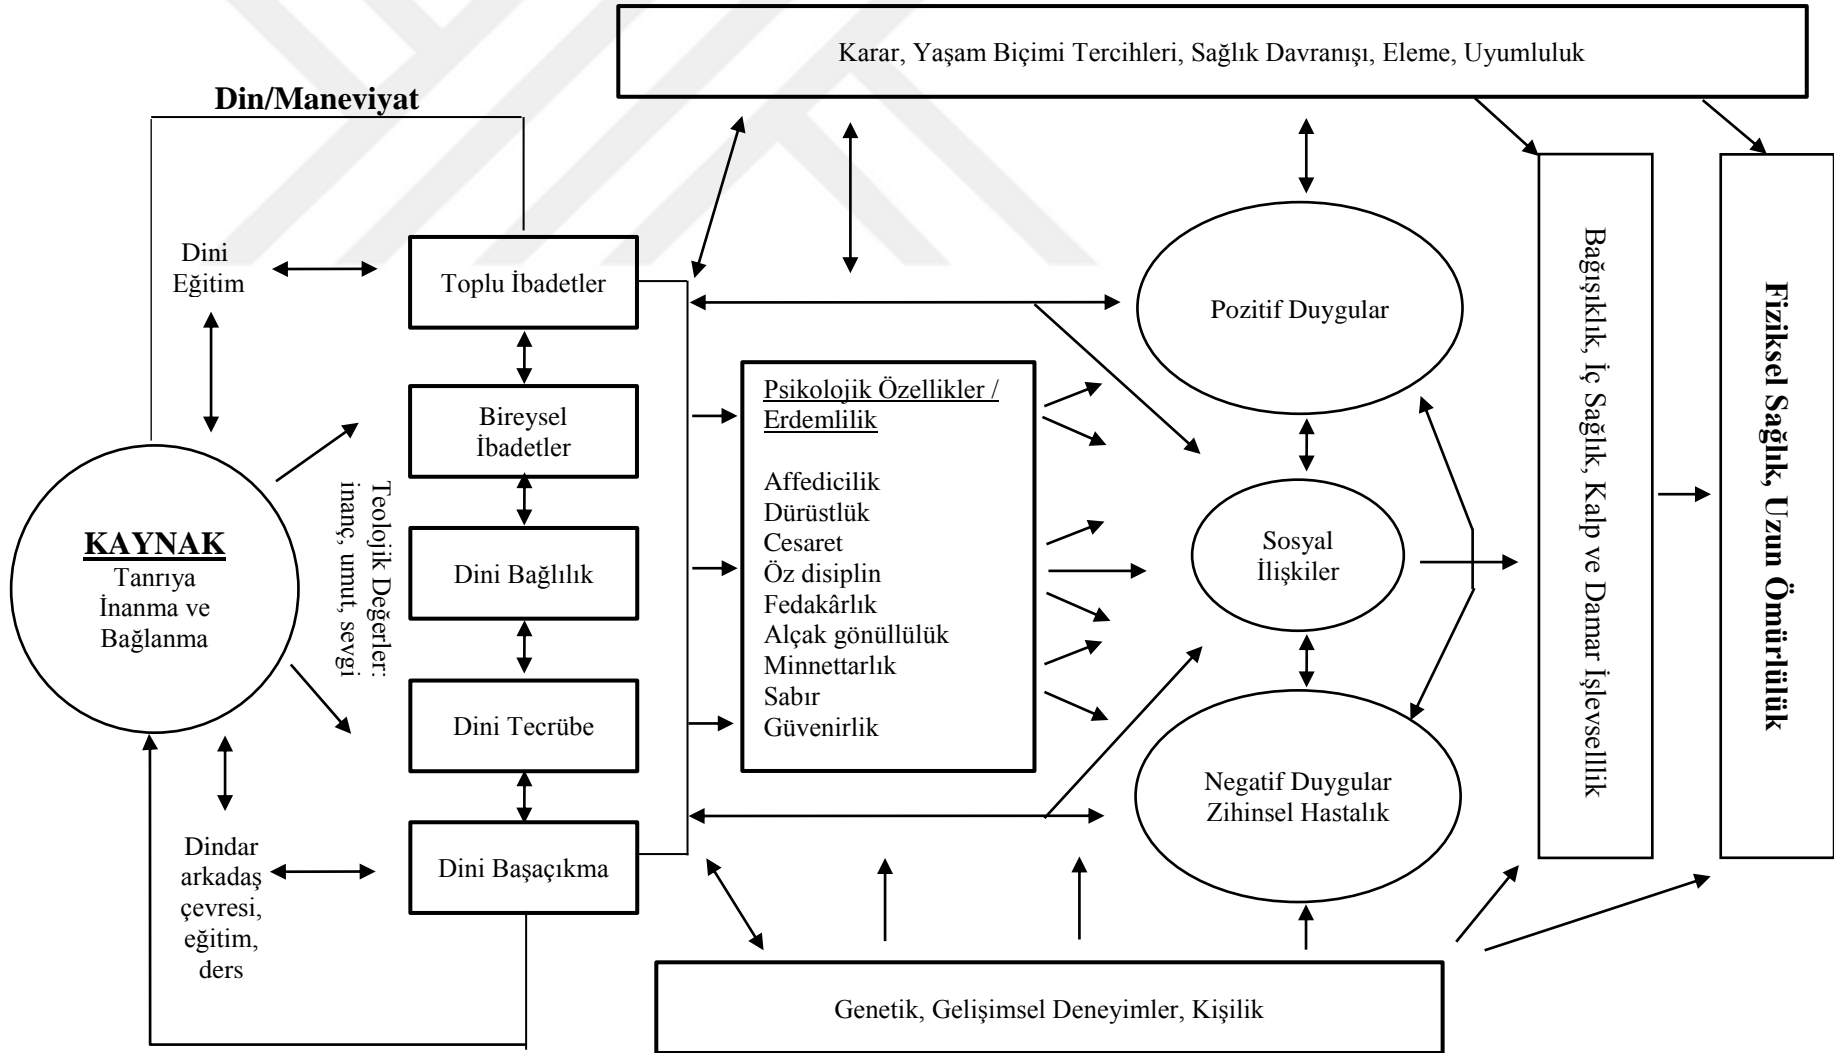 Karar, Yaşam Biçimi Tercihleri, Sağlık Davranışı, Eleme, Uyumluluk
Din/Maneviyat
Dini
Eğitim
Toplu İbadetler
Bireysel
İbadetler
Dini Bağlılık
Dini Tecrübe
Dini Başaçıkma
KAYNAK
Tanrıya
İnanma ve
Bağlanma
Teolojik Değerler:
inanç, umut, sevgi
Dindar
arkadaş
çevresi,
eğitim,
ders
Psikolojik Özellikler /
Erdemlilik
Affedicilik
Dürüstlük
Cesaret
Öz disiplin
Fedakârlık
Alçak gönüllülük
Minnettarlık
Sabır
Güvenirlik
Pozitif Duygular
Sosyal
İlişkiler
Negatif Duygular
Zihinsel Hastalık
Bağışıklık, İç Sağlık, Kalp ve Damar İşlevselllik
Fiziksel Sağlık, Uzun Ömürlülük
Genetik, Gelişimsel Deneyimler, Kişilik